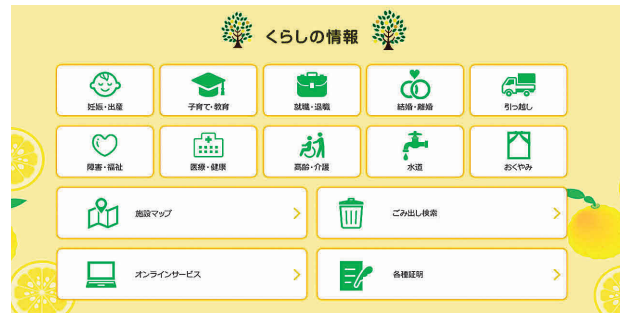 くらしの情報
妊娠・出産
子育て・教育
就職・退職
結婚・離婚
引っ越し
障害・福祉
医療・健康
高齢・介護
水道
おくやみ
施設マップ
ごみ出し検索
オンラインサービス
各種証明